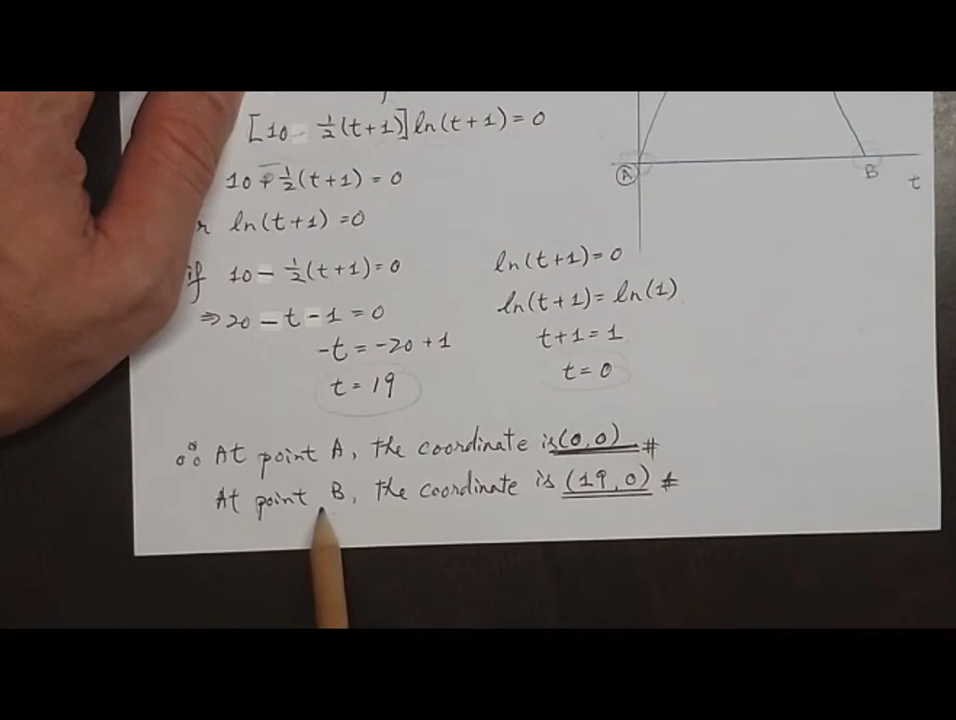 [10 - ½(t+1)] ln(t+1) = 0
10 - ½(t+1) = 0
ln(t+1) = 0
if 10 - ½(t+1) = 0
⇒ 20 - t - 1 = 0
-t = -20 + 1
t = 19
ln(t+1) = 0
ln(t+1) = ln(1)
t+1 = 1
t = 0
∴ At point A, the coordinate is (0,0) #
At point B, the coordinate is (19,0) #
A
B
t